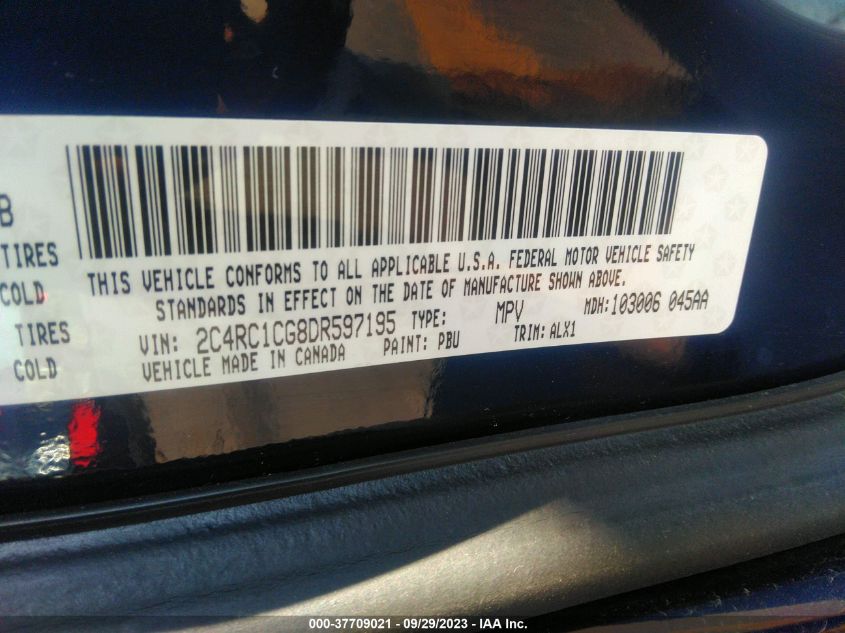 B
TIRES
COLD
TIRES
COLD
THIS VEHICLE CONFORMS TO ALL APPLICABLE U.S.A. FEDERAL MOTOR VEHICLE SAFETY
STANDARDS IN EFFECT ON THE DATE OF MANUFACTURE SHOWN ABOVE.
VIN: 2C4RC1CG8DR597195 TYPE: MPV MDH: 103006 045AA
VEHICLE MADE IN CANADA PAINT: PBU TRIM: ALX1
000-37709021 - 09/29/2023 - IAA Inc.